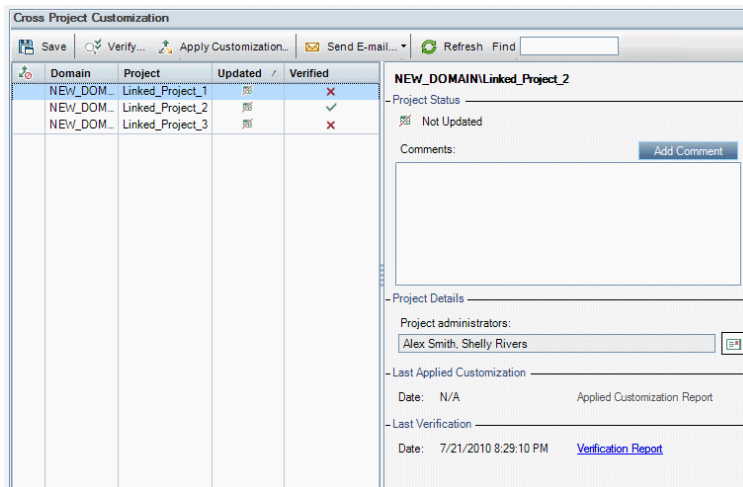 Cross Project Customization
Save Verify... Apply Customization... Send E-mail... Refresh Find
Domain Project Updated / Verified
NEW_DOM... Linked_Project_1
NEW_DOM... Linked_Project_2
NEW_DOM... Linked_Project_3
NEW_DOMAIN\Linked_Project_2
Project Status
Not Updated
Comments: Add Comment
Project Details
Project administrators:
Alex Smith, Shelly Rivers
Last Applied Customization
Date: N/A Applied Customization Report
Last Verification
Date: 7/21/2010 8:29:10 PM Verification Report